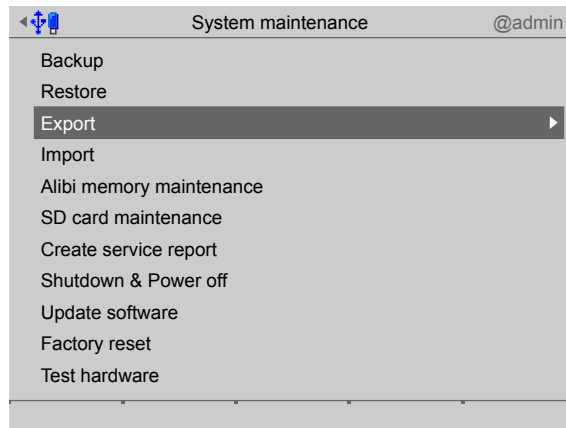 System maintenance @admin
Backup
Restore
Export
Import
Alibi memory maintenance
SD card maintenance
Create service report
Shutdown & Power off
Update software
Factory reset
Test hardware